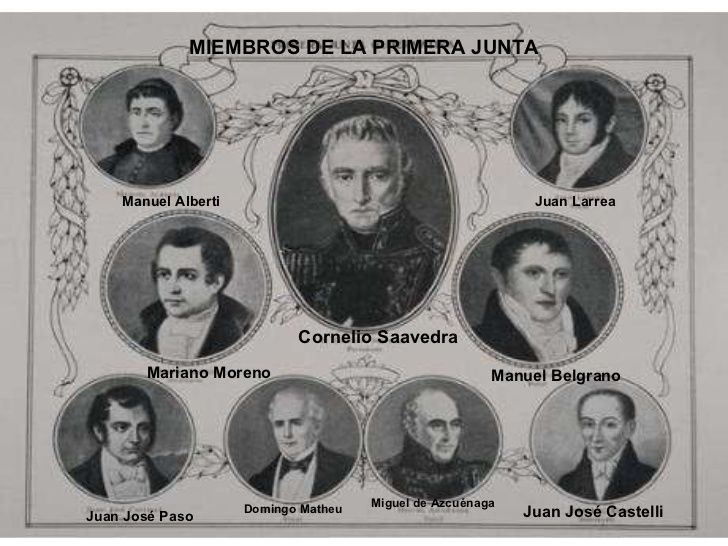 MIEMBROS DE LA PRIMERA JUNTA
Manuel Alberti
Juan Larrea
Cornelio Saavedra
Mariano Moreno
Manuel Belgrano
Juan José Paso
Domingo Matheu
Miguel de Azcuénaga
Juan José Castelli